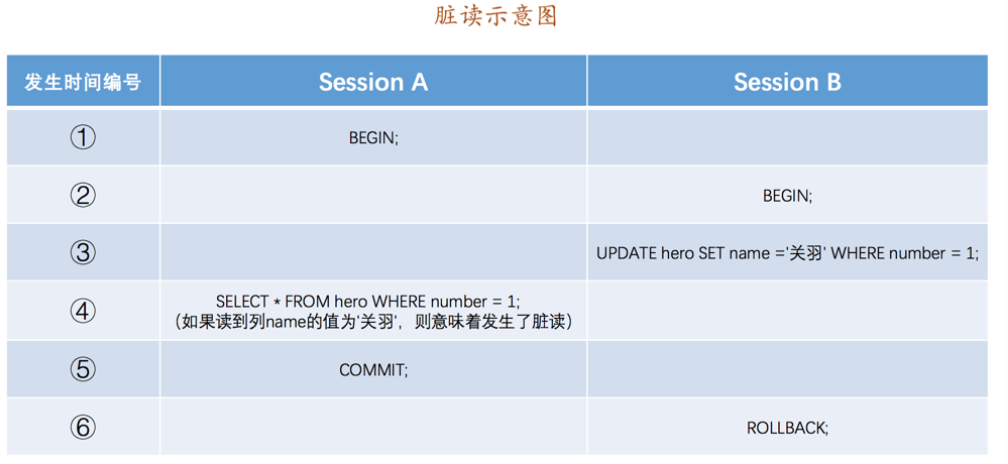 脏读示意图
发生时间编号 Session A Session B
① BEGIN;
② BEGIN;
③ UPDATE hero SET name ='关羽' WHERE number = 1;
④ SELECT * FROM hero WHERE number = 1;
（如果读到列name的值为'关羽'，则意味着发生了脏读）
⑤ COMMIT;
⑥ ROLLBACK;